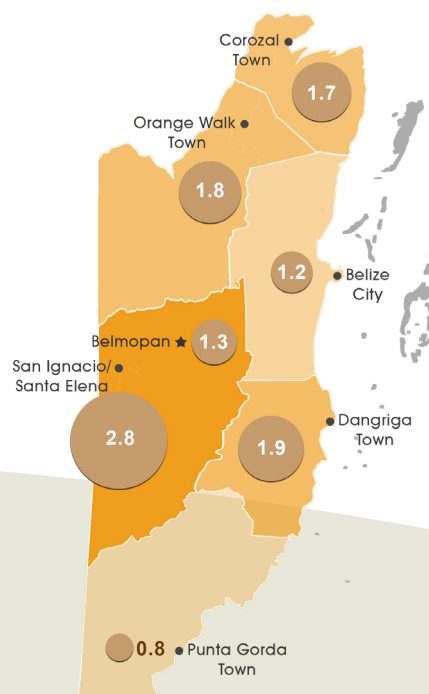 Corozal
Town
1.7
Orange Walk
Town
1.8
1.2
Belize
City
Belmopan
1.3
San Ignacio/
Santa Elena
2.8
Dangriga
Town
1.9
0.8
Punta Gorda
Town